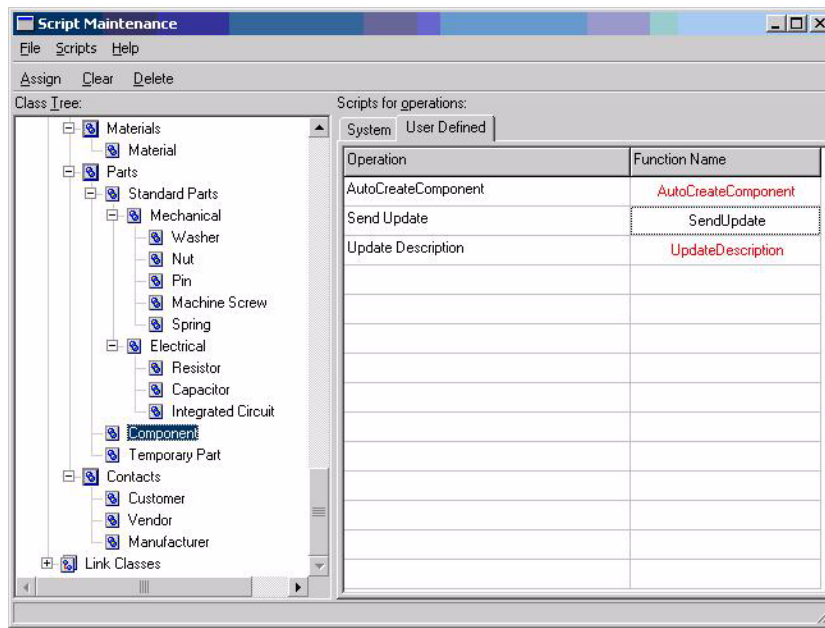 Script Maintenance
File Scripts Help
Assign Clear Delete
Class Tree:
Materials
Material
Parts
Standard Parts
Mechanical
Washer
Nut
Pin
Machine Screw
Spring
Electrical
Resistor
Capacitor
Integrated Circuit
Component
Temporary Part
Contacts
Customer
Vendor
Manufacturer
Link Classes
Scripts for operations:
System User Defined
Operation Function Name
AutoCreateComponent AutoCreateComponent
Send Update SendUpdate
Update Description UpdateDescription